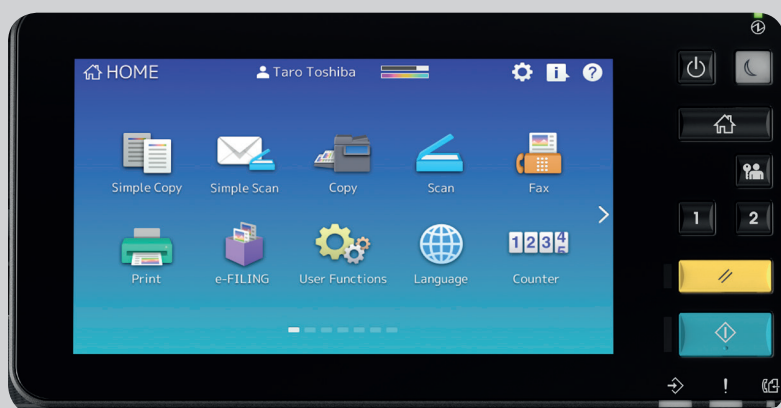 HOME
Taro Toshiba
i
?
Simple Copy
Simple Scan
Copy
Scan
Fax
Print
e-FILING
User Functions
Language
Counter
1
2
!